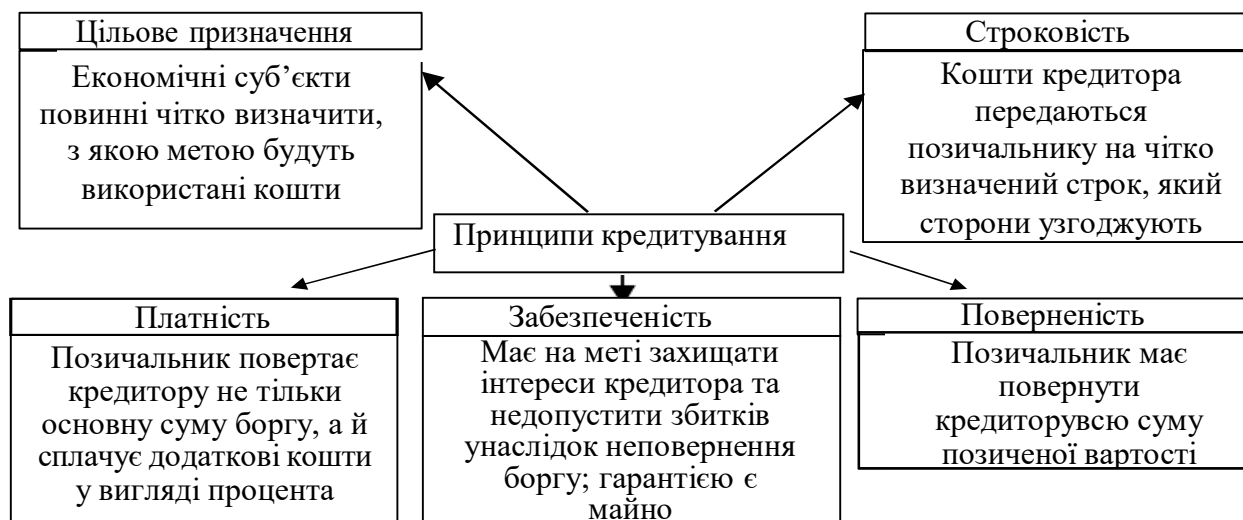 Цільове призначення
Економічні суб’єкти
повинні чітко визначити,
з якою метою будуть
використані кошти
Строковість
Кошти кредитора
передаються
позичальнику на чітко
визначений строк, який
сторони узгоджують
Принципи кредитування
Платність
Позичальник повертає
кредитору не тільки
основну суму боргу, а й
сплачує додаткові кошти
у вигляді процента
Забезпеченість
Має на меті захищати
інтереси кредитора та
недопустити збитків
унаслідок неповернення
боргу; гарантією є
майно
Поверненість
Позичальник має
повернути
кредиторувсю суму
позиченої вартості